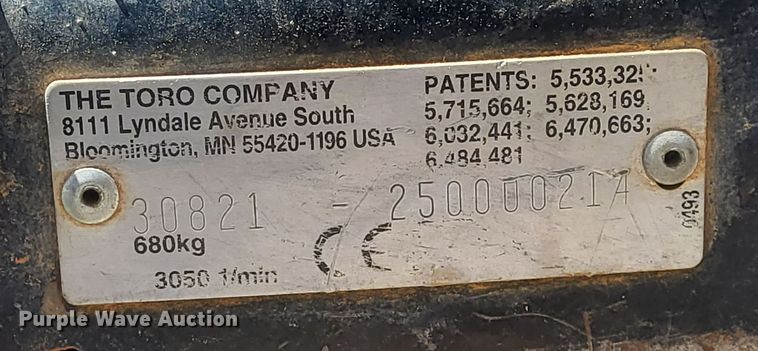 THE TORO COMPANY
8111 Lyndale Avenue South
Bloomington, MN 55420-1196 USA
PATENTS: 5,533,325;
5,715,664; 5,628,169
6,032,441; 6,470,663;
6,484,481
30821 - 250000214
680kg
3050 1/min
CE
0493
Purple Wave Auction